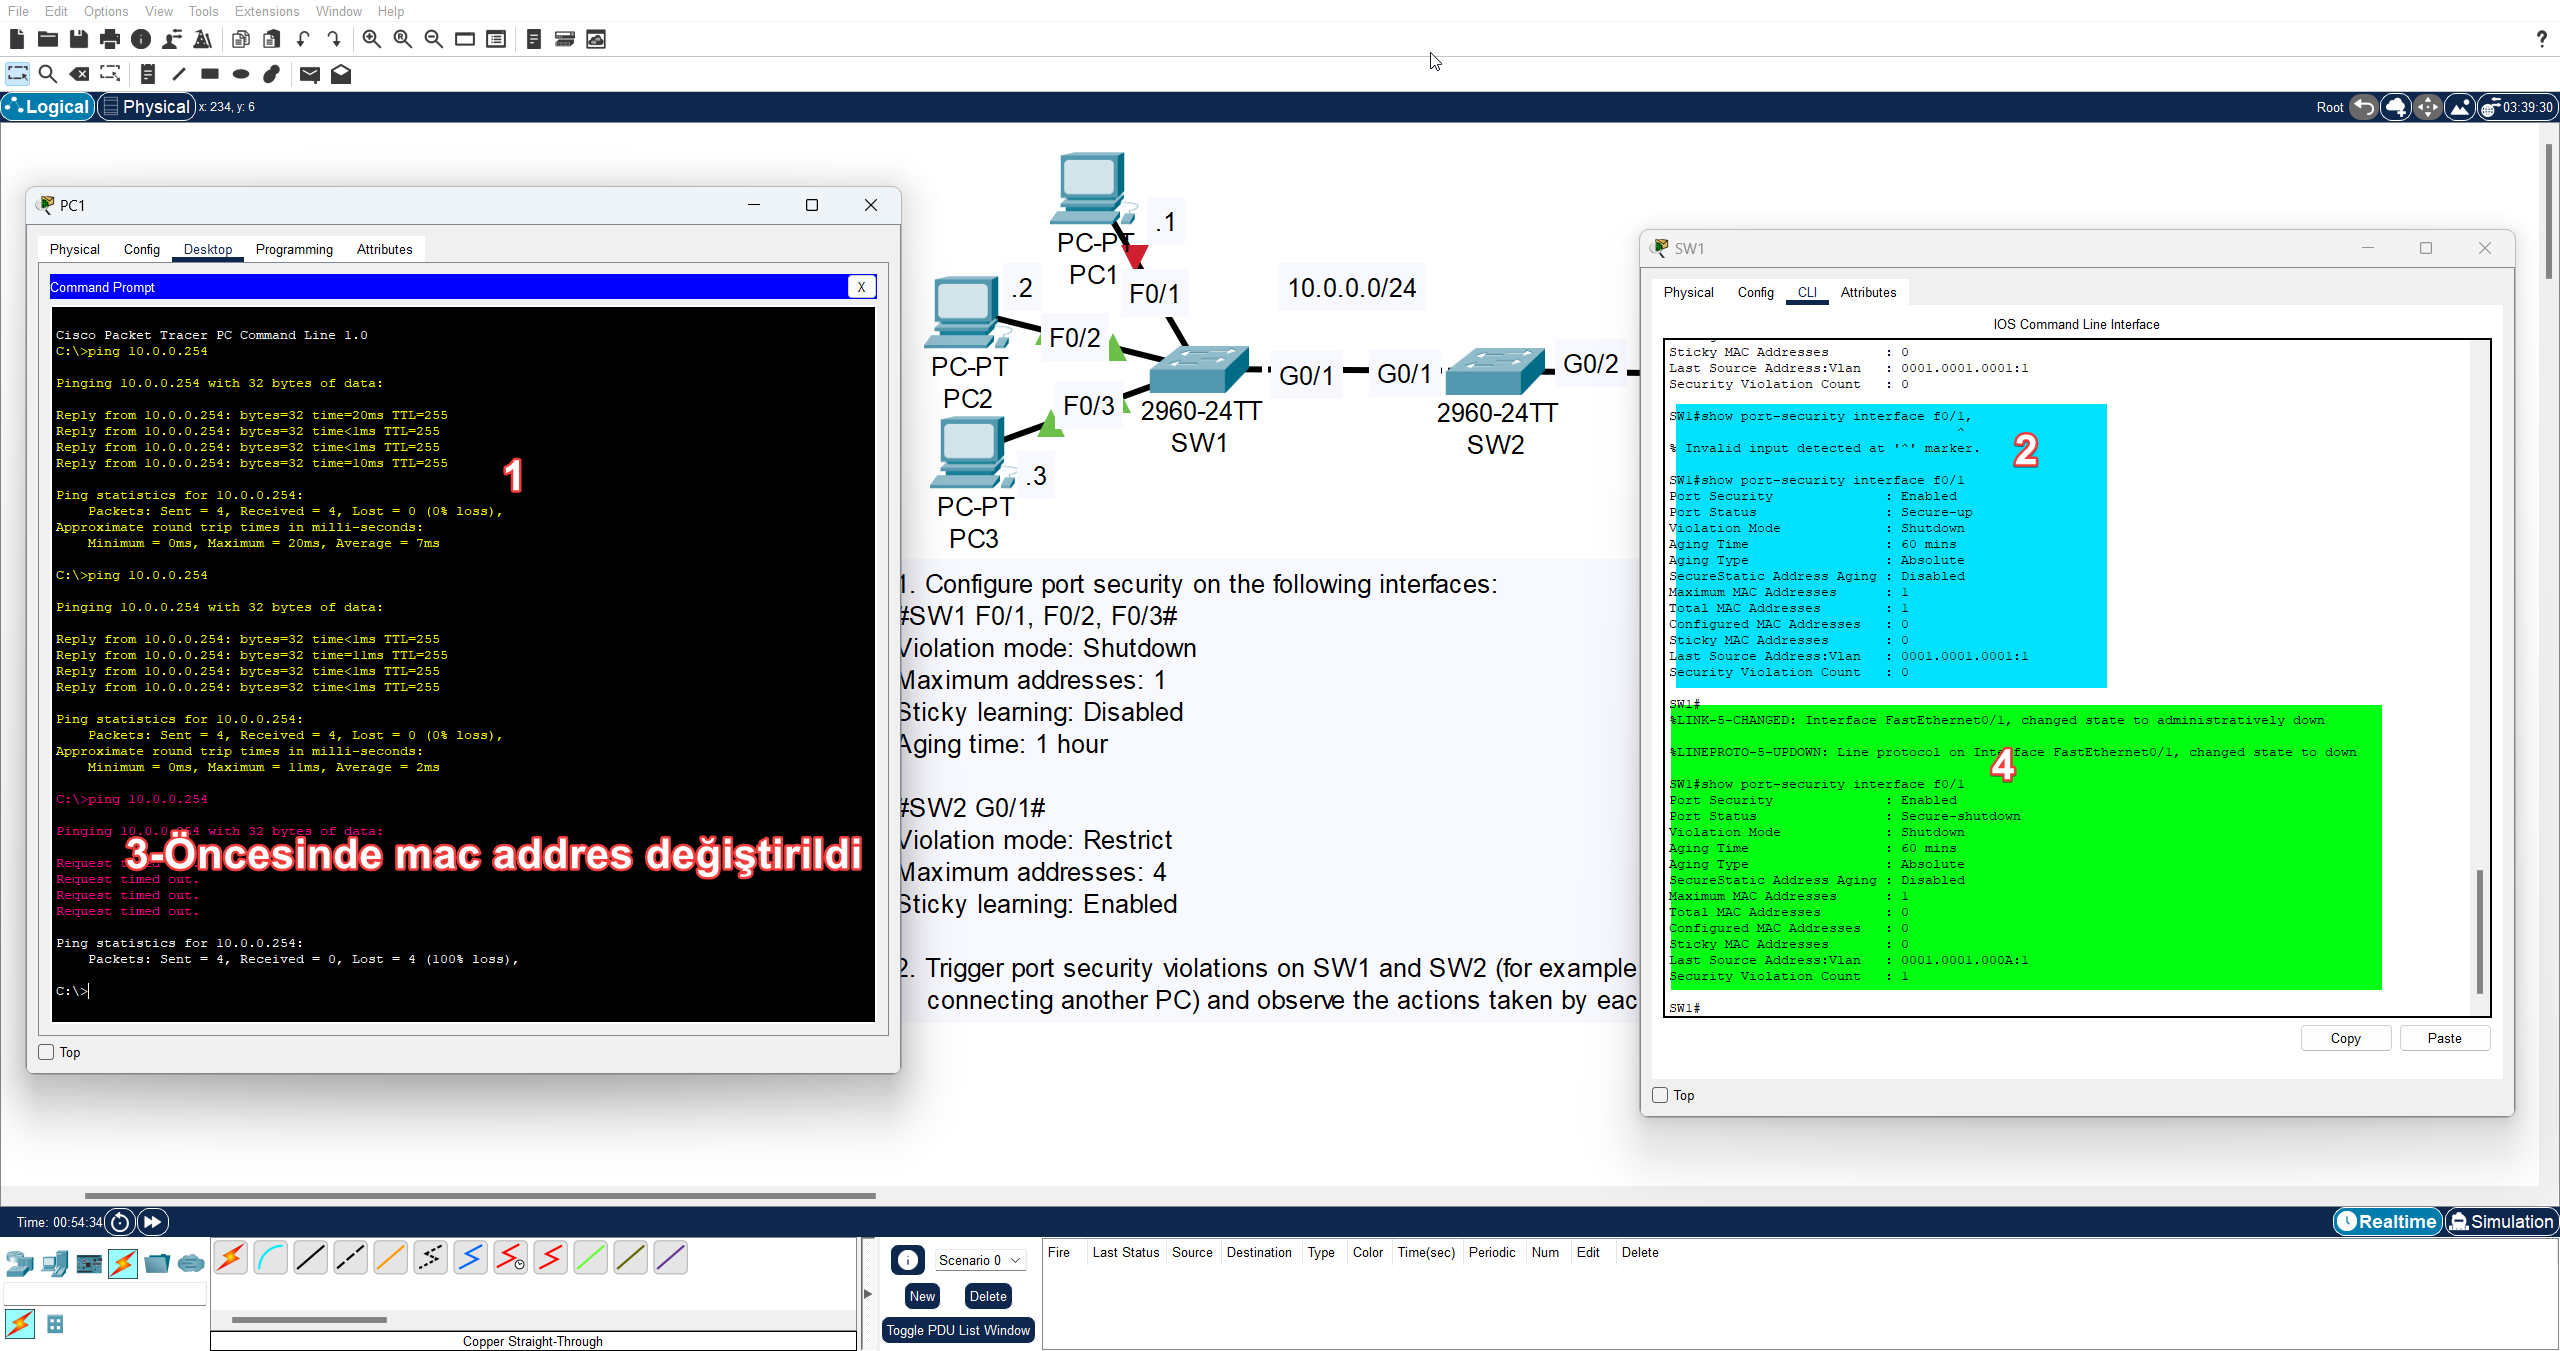 File Edit Options View Tools Extensions Window Help
?
Logical Physical x: 234, y: 6 Root 03:39:30
PC1
Physical Config Desktop Programming Attributes
Command Prompt X
Cisco Packet Tracer PC Command Line 1.0
C:\>ping 10.0.0.254
Pinging 10.0.0.254 with 32 bytes of data:
Reply from 10.0.0.254: bytes=32 time=20ms TTL=255
Reply from 10.0.0.254: bytes=32 time<1ms TTL=255
Reply from 10.0.0.254: bytes=32 time<1ms TTL=255
Reply from 10.0.0.254: bytes=32 time=10ms TTL=255
1
Ping statistics for 10.0.0.254:
Packets: Sent = 4, Received = 4, Lost = 0 (0% loss),
Approximate round trip times in milli-seconds:
Minimum = 0ms, Maximum = 20ms, Average = 7ms
C:\>ping 10.0.0.254
Pinging 10.0.0.254 with 32 bytes of data:
Reply from 10.0.0.254: bytes=32 time<1ms TTL=255
Reply from 10.0.0.254: bytes=32 time=11ms TTL=255
Reply from 10.0.0.254: bytes=32 time<1ms TTL=255
Reply from 10.0.0.254: bytes=32 time<1ms TTL=255
Ping statistics for 10.0.0.254:
Packets: Sent = 4, Received = 4, Lost = 0 (0% loss),
Approximate round trip times in milli-seconds:
Minimum = 0ms, Maximum = 11ms, Average = 2ms
C:\>ping 10.0.0.254
Pinging 10.0.0.254 with 32 bytes of data:
3-Öncesinde mac addres değiştirildi
Request timed out.
Request timed out.
Request timed out.
Request timed out.
Ping statistics for 10.0.0.254:
Packets: Sent = 4, Received = 0, Lost = 4 (100% loss),
C:\>
Top
.1
PC-PT
PC1
F0/1
10.0.0.0/24
.2
F0/2
PC-PT
PC2
F0/3
G0/1
G0/1
G0/2
2960-24TT
SW1
2960-24TT
SW2
.3
PC-PT
PC3
1. Configure port security on the following interfaces:
#SW1 F0/1, F0/2, F0/3#
Violation mode: Shutdown
Maximum addresses: 1
Sticky learning: Disabled
Aging time: 1 hour
#SW2 G0/1#
Violation mode: Restrict
Maximum addresses: 4
Sticky learning: Enabled
2. Trigger port security violations on SW1 and SW2 (for example
connecting another PC) and observe the actions taken by eac
SW1
Physical Config CLI Attributes
IOS Command Line Interface
Sticky MAC Addresses : 0
Last Source Address:Vlan : 0001.0001.0001:1
Security Violation Count : 0
SW1#show port-security interface f0/1,
^
% Invalid input detected at '^' marker.
2
SW1#show port-security interface f0/1
Port Security : Enabled
Port Status : Secure-up
Violation Mode : Shutdown
Aging Time : 60 mins
Aging Type : Absolute
SecureStatic Address Aging : Disabled
Maximum MAC Addresses : 1
Total MAC Addresses : 1
Configured MAC Addresses : 0
Sticky MAC Addresses : 0
Last Source Address:Vlan : 0001.0001.0001:1
Security Violation Count : 0
SW1#
%LINK-5-CHANGED: Interface FastEthernet0/1, changed state to administratively down
%LINEPROTO-5-UPDOWN: Line protocol on Interface FastEthernet0/1, changed state to down
4
SW1#show port-security interface f0/1
Port Security : Enabled
Port Status : Secure-shutdown
Violation Mode : Shutdown
Aging Time : 60 mins
Aging Type : Absolute
SecureStatic Address Aging : Disabled
Maximum MAC Addresses : 1
Total MAC Addresses : 0
Configured MAC Addresses : 0
Sticky MAC Addresses : 0
Last Source Address:Vlan : 0001.0001.000A:1
Security Violation Count : 1
SW1#
Copy Paste
Top
Time: 00:54:34 Realtime Simulation
Scenario 0
New Delete
Toggle PDU List Window
Fire Last Status Source Destination Type Color Time(sec) Periodic Num Edit Delete
Copper Straight-Through